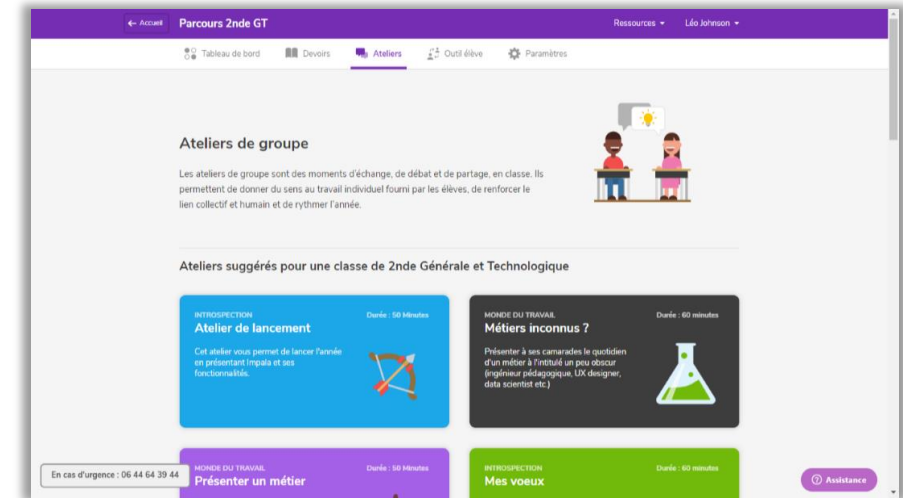 ← Accueil Parcours 2nde GT Ressources Léo Johnson
Tableau de bord Devoirs Ateliers Outil élève Paramètres
Ateliers de groupe
Les ateliers de groupe sont des moments d'échange, de débat et de partage, en classe. Ils
permettent de donner du sens au travail individuel fourni par les élèves, de renforcer le
lien collectif et humain et de rythmer l'année.
Ateliers suggérés pour une classe de 2nde Générale et Technologique
INTROSPECTION Durée : 50 Minutes
Atelier de lancement
Cet atelier vous permet de lancer l'année
en présentant Impala et ses
fonctionnalités.
MONDE DU TRAVAIL Durée : 60 minutes
Métiers inconnus ?
Présenter à ses camarades le quotidien
d'un métier à l'intitulé un peu obscur
(ingénieur pédagogique, UX designer,
data scientist etc.)
MONDE DU TRAVAIL Durée : 50 Minutes
Présenter un métier
INTROSPECTION Durée : 60 minutes
Mes voeux
En cas d'urgence : 06 44 64 39 44
Assistance